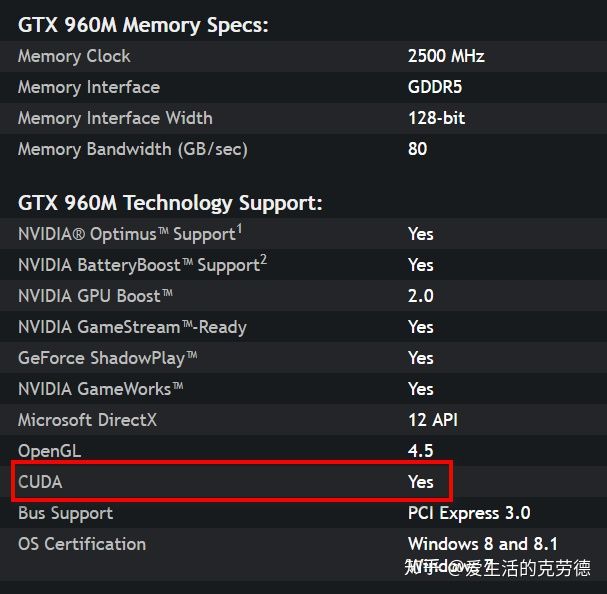 GTX 960M Memory Specs:
Memory Clock 2500 MHz
Memory Interface GDDR5
Memory Interface Width 128-bit
Memory Bandwidth (GB/sec) 80
GTX 960M Technology Support:
NVIDIA® Optimus™ Support1 Yes
NVIDIA BatteryBoost™ Support2 Yes
NVIDIA GPU Boost™ 2.0
NVIDIA GameStream™-Ready Yes
GeForce ShadowPlay™ Yes
NVIDIA GameWorks™ Yes
Microsoft DirectX 12 API
OpenGL 4.5
CUDA Yes
Bus Support PCI Express 3.0
OS Certification Windows 8 and 8.1
Windows 7
知乎 @爱生活的克劳德